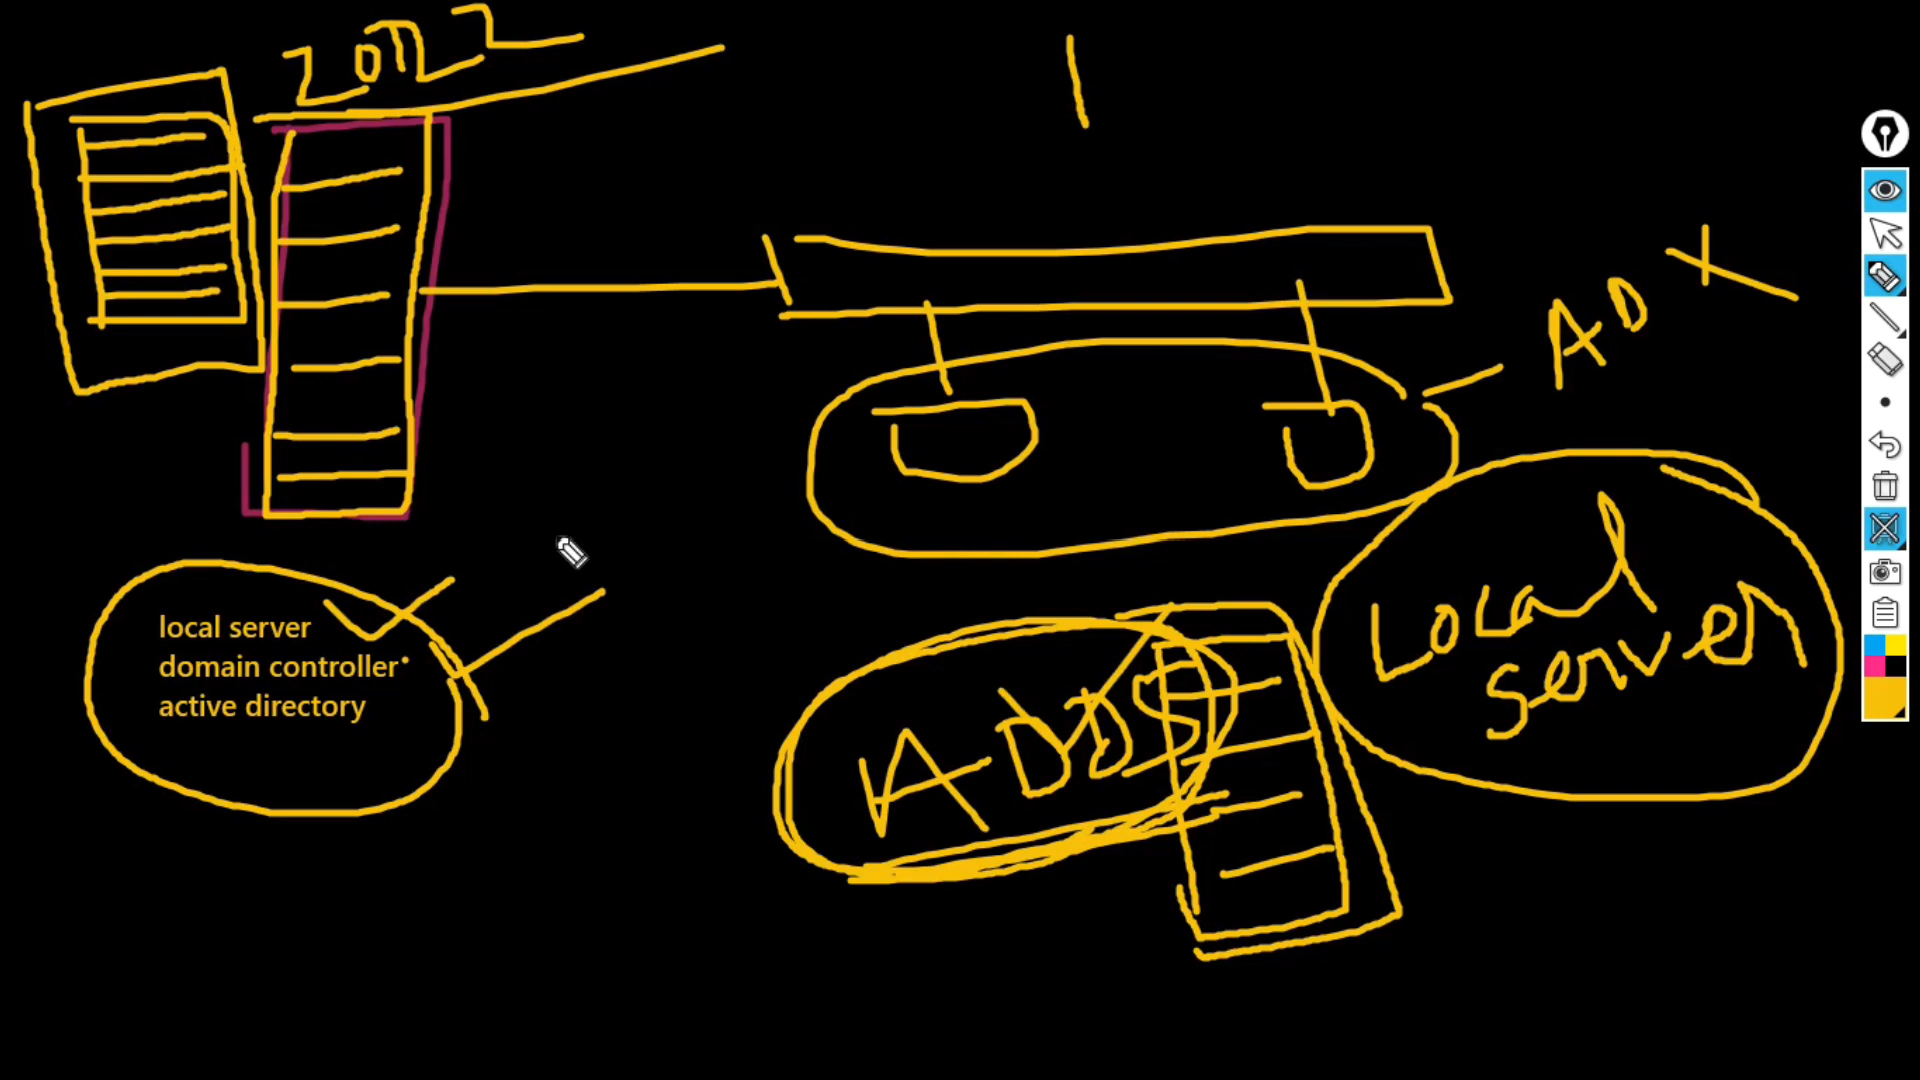 2022
AD
local server
domain controller
active directory
ADDS
Local
server